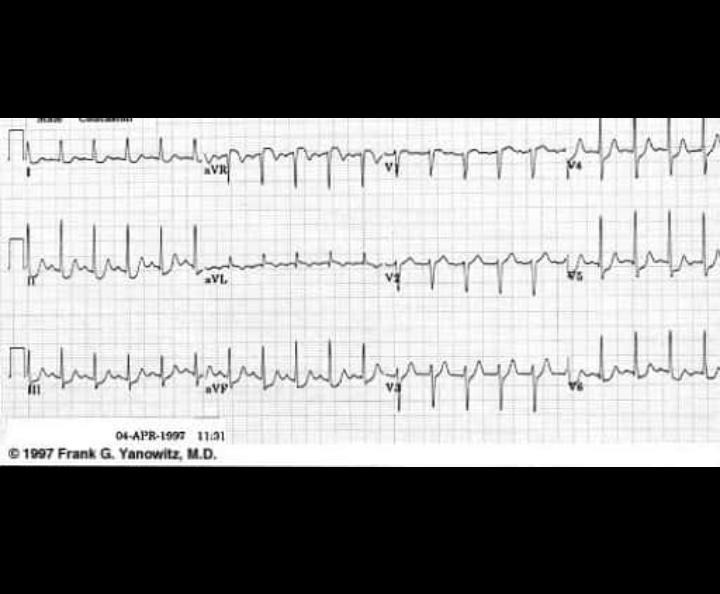 I aVR V1 V4
II aVL V2 V5
III aVF V3 V6
04-APR-1997 11:31
© 1997 Frank G. Yanowitz, M.D.